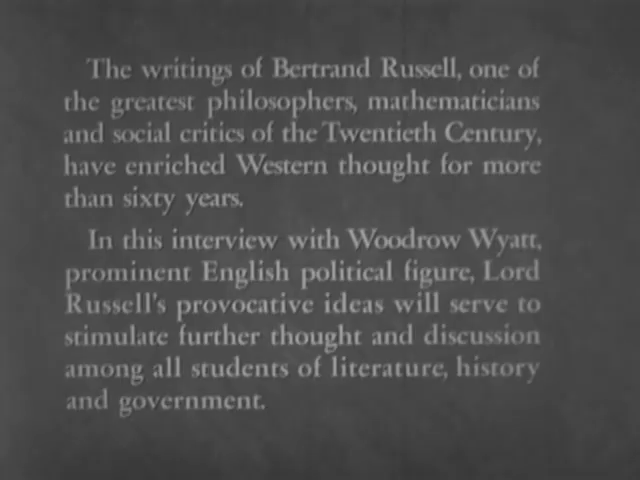 The writings of Bertrand Russell, one of
the greatest philosophers, mathematicians
and social critics of the Twentieth Century,
have enriched Western thought for more
than sixty years.
In this interview with Woodrow Wyatt,
prominent English political figure, Lord
Russell's provocative ideas will serve to
stimulate further thought and discussion
among all students of literature, history
and government.